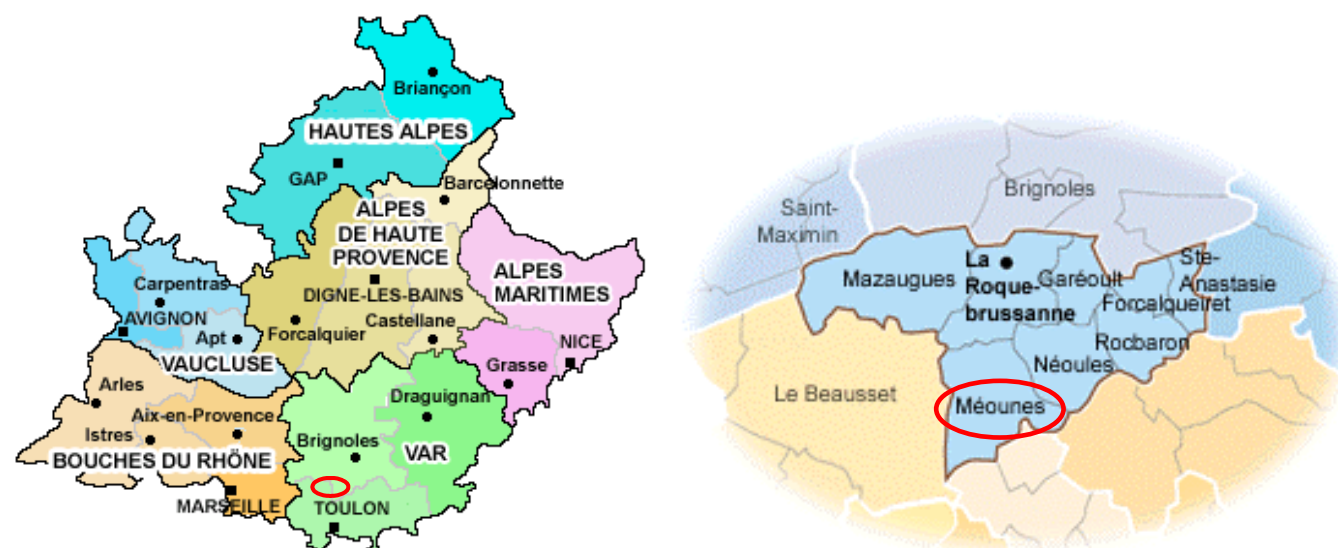 Briançon
HAUTES ALPES
GAP
Barcelonnette
ALPES
DE HAUTE
PROVENCE
ALPES
MARITIMES
Carpentras
DIGNE-LES-BAINS
AVIGNON
Forcalquier
Castellane
Apt
NICE
VAUCLUSE
Grasse
Arles
Draguignan
Aix-en-Provence
Istres
Brignoles
BOUCHES DU RHÔNE
VAR
MARSEILLE
TOULON
Brignoles
Saint-
Maximin
Mazaugues
La
Roque-
brussanne
Garéoult
Ste-
Anastasie
Forcalqueiret
Rocbaron
Néoules
Le Beausset
Méounes